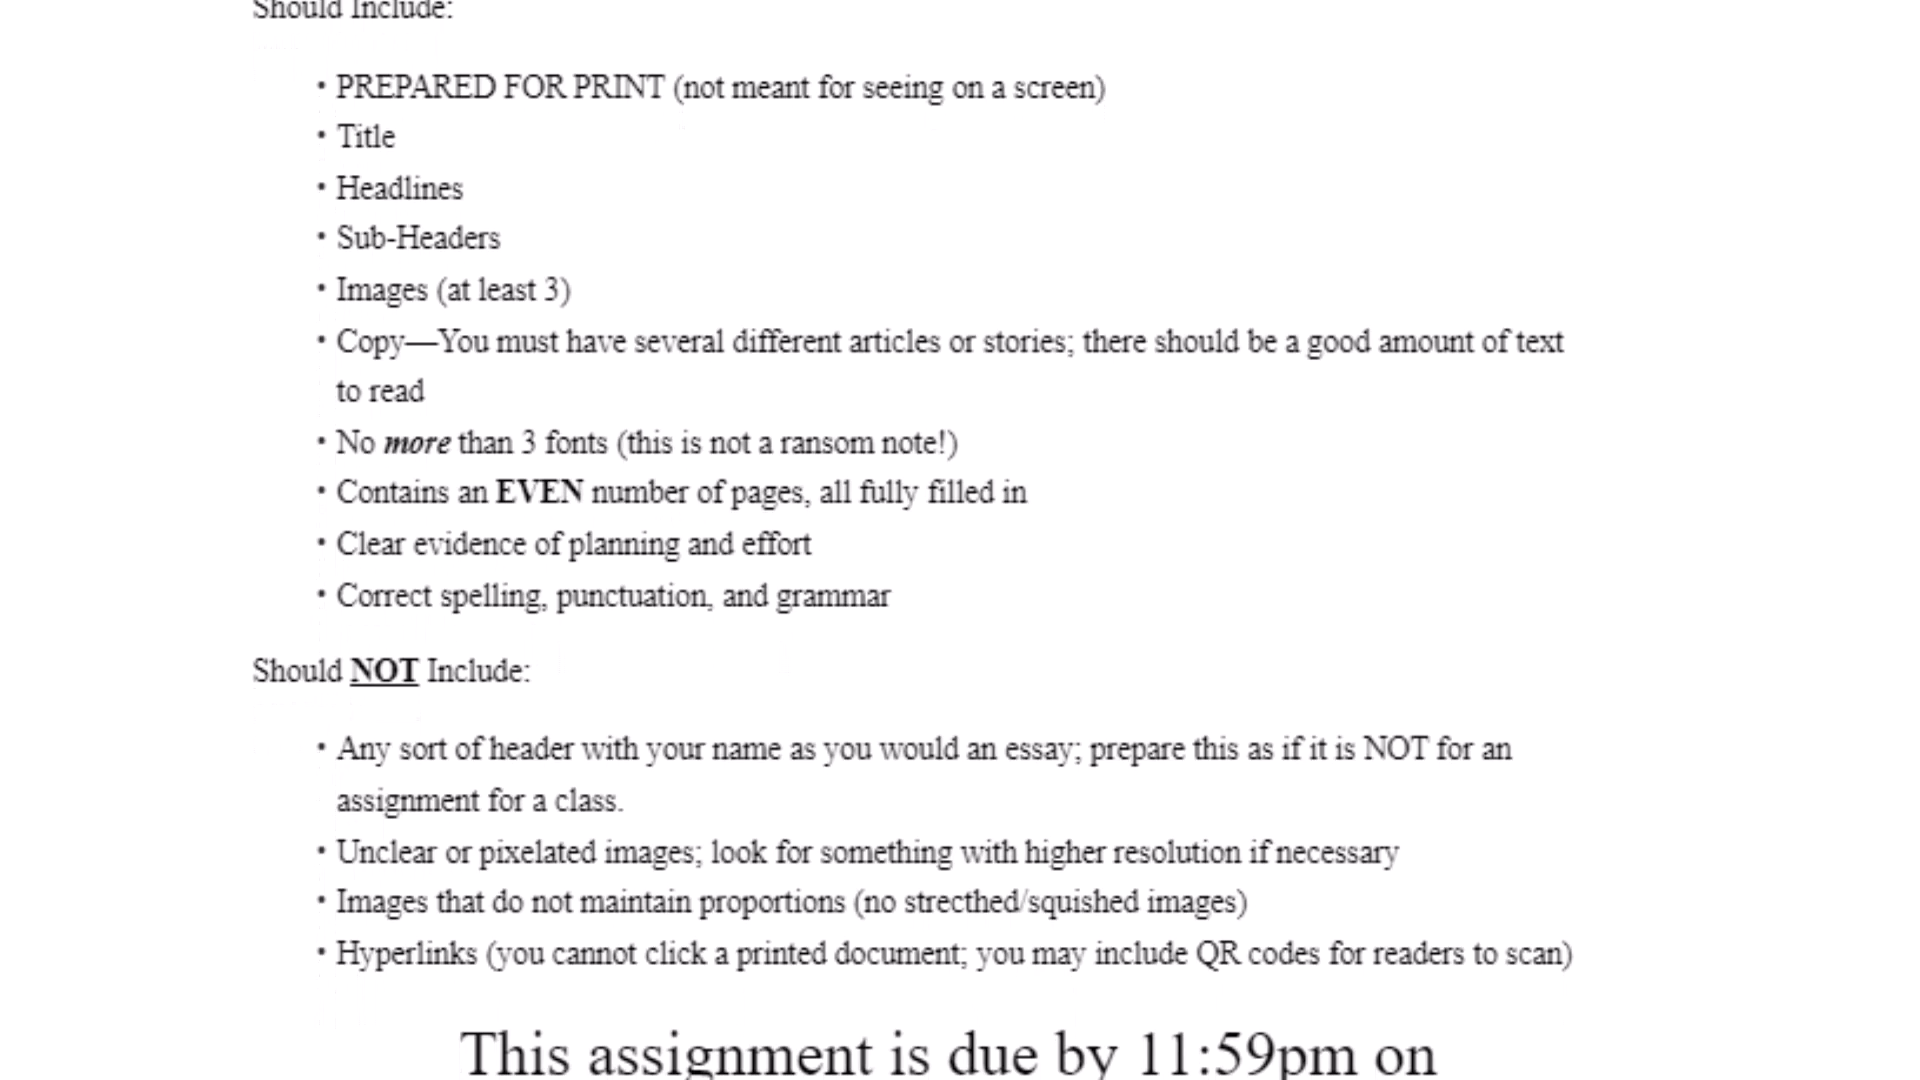 Should Include:
• PREPARED FOR PRINT (not meant for seeing on a screen)
• Title
• Headlines
• Sub-Headers
• Images (at least 3)
• Copy—You must have several different articles or stories; there should be a good amount of text
to read
• No more than 3 fonts (this is not a ransom note!)
• Contains an EVEN number of pages, all fully filled in
• Clear evidence of planning and effort
• Correct spelling, punctuation, and grammar
Should NOT Include:
• Any sort of header with your name as you would an essay; prepare this as if it is NOT for an
assignment for a class.
• Unclear or pixelated images; look for something with higher resolution if necessary
• Images that do not maintain proportions (no strecthed/squished images)
• Hyperlinks (you cannot click a printed document; you may include QR codes for readers to scan)
This assignment is due by 11:59pm on